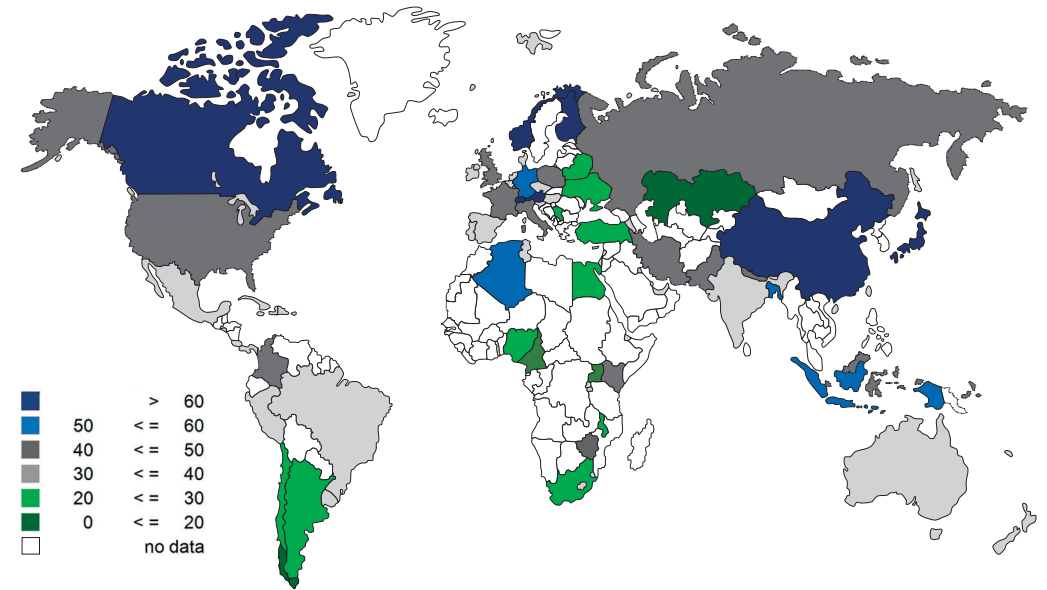 > 60
50 < = 60
40 < = 50
30 < = 40
20 < = 30
0 < = 20
no data